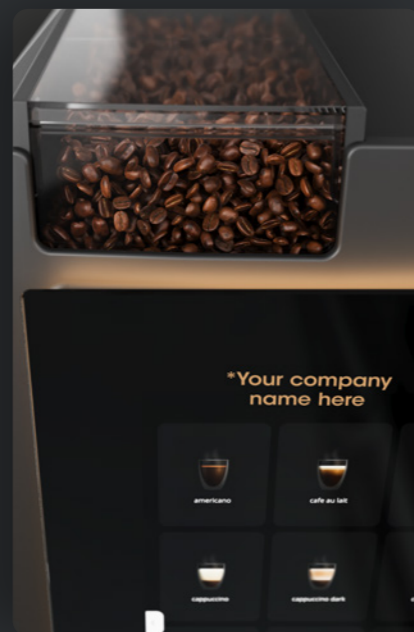 *Your company
name here
americano
cafe au lait
cappuccino
cappuccino dark